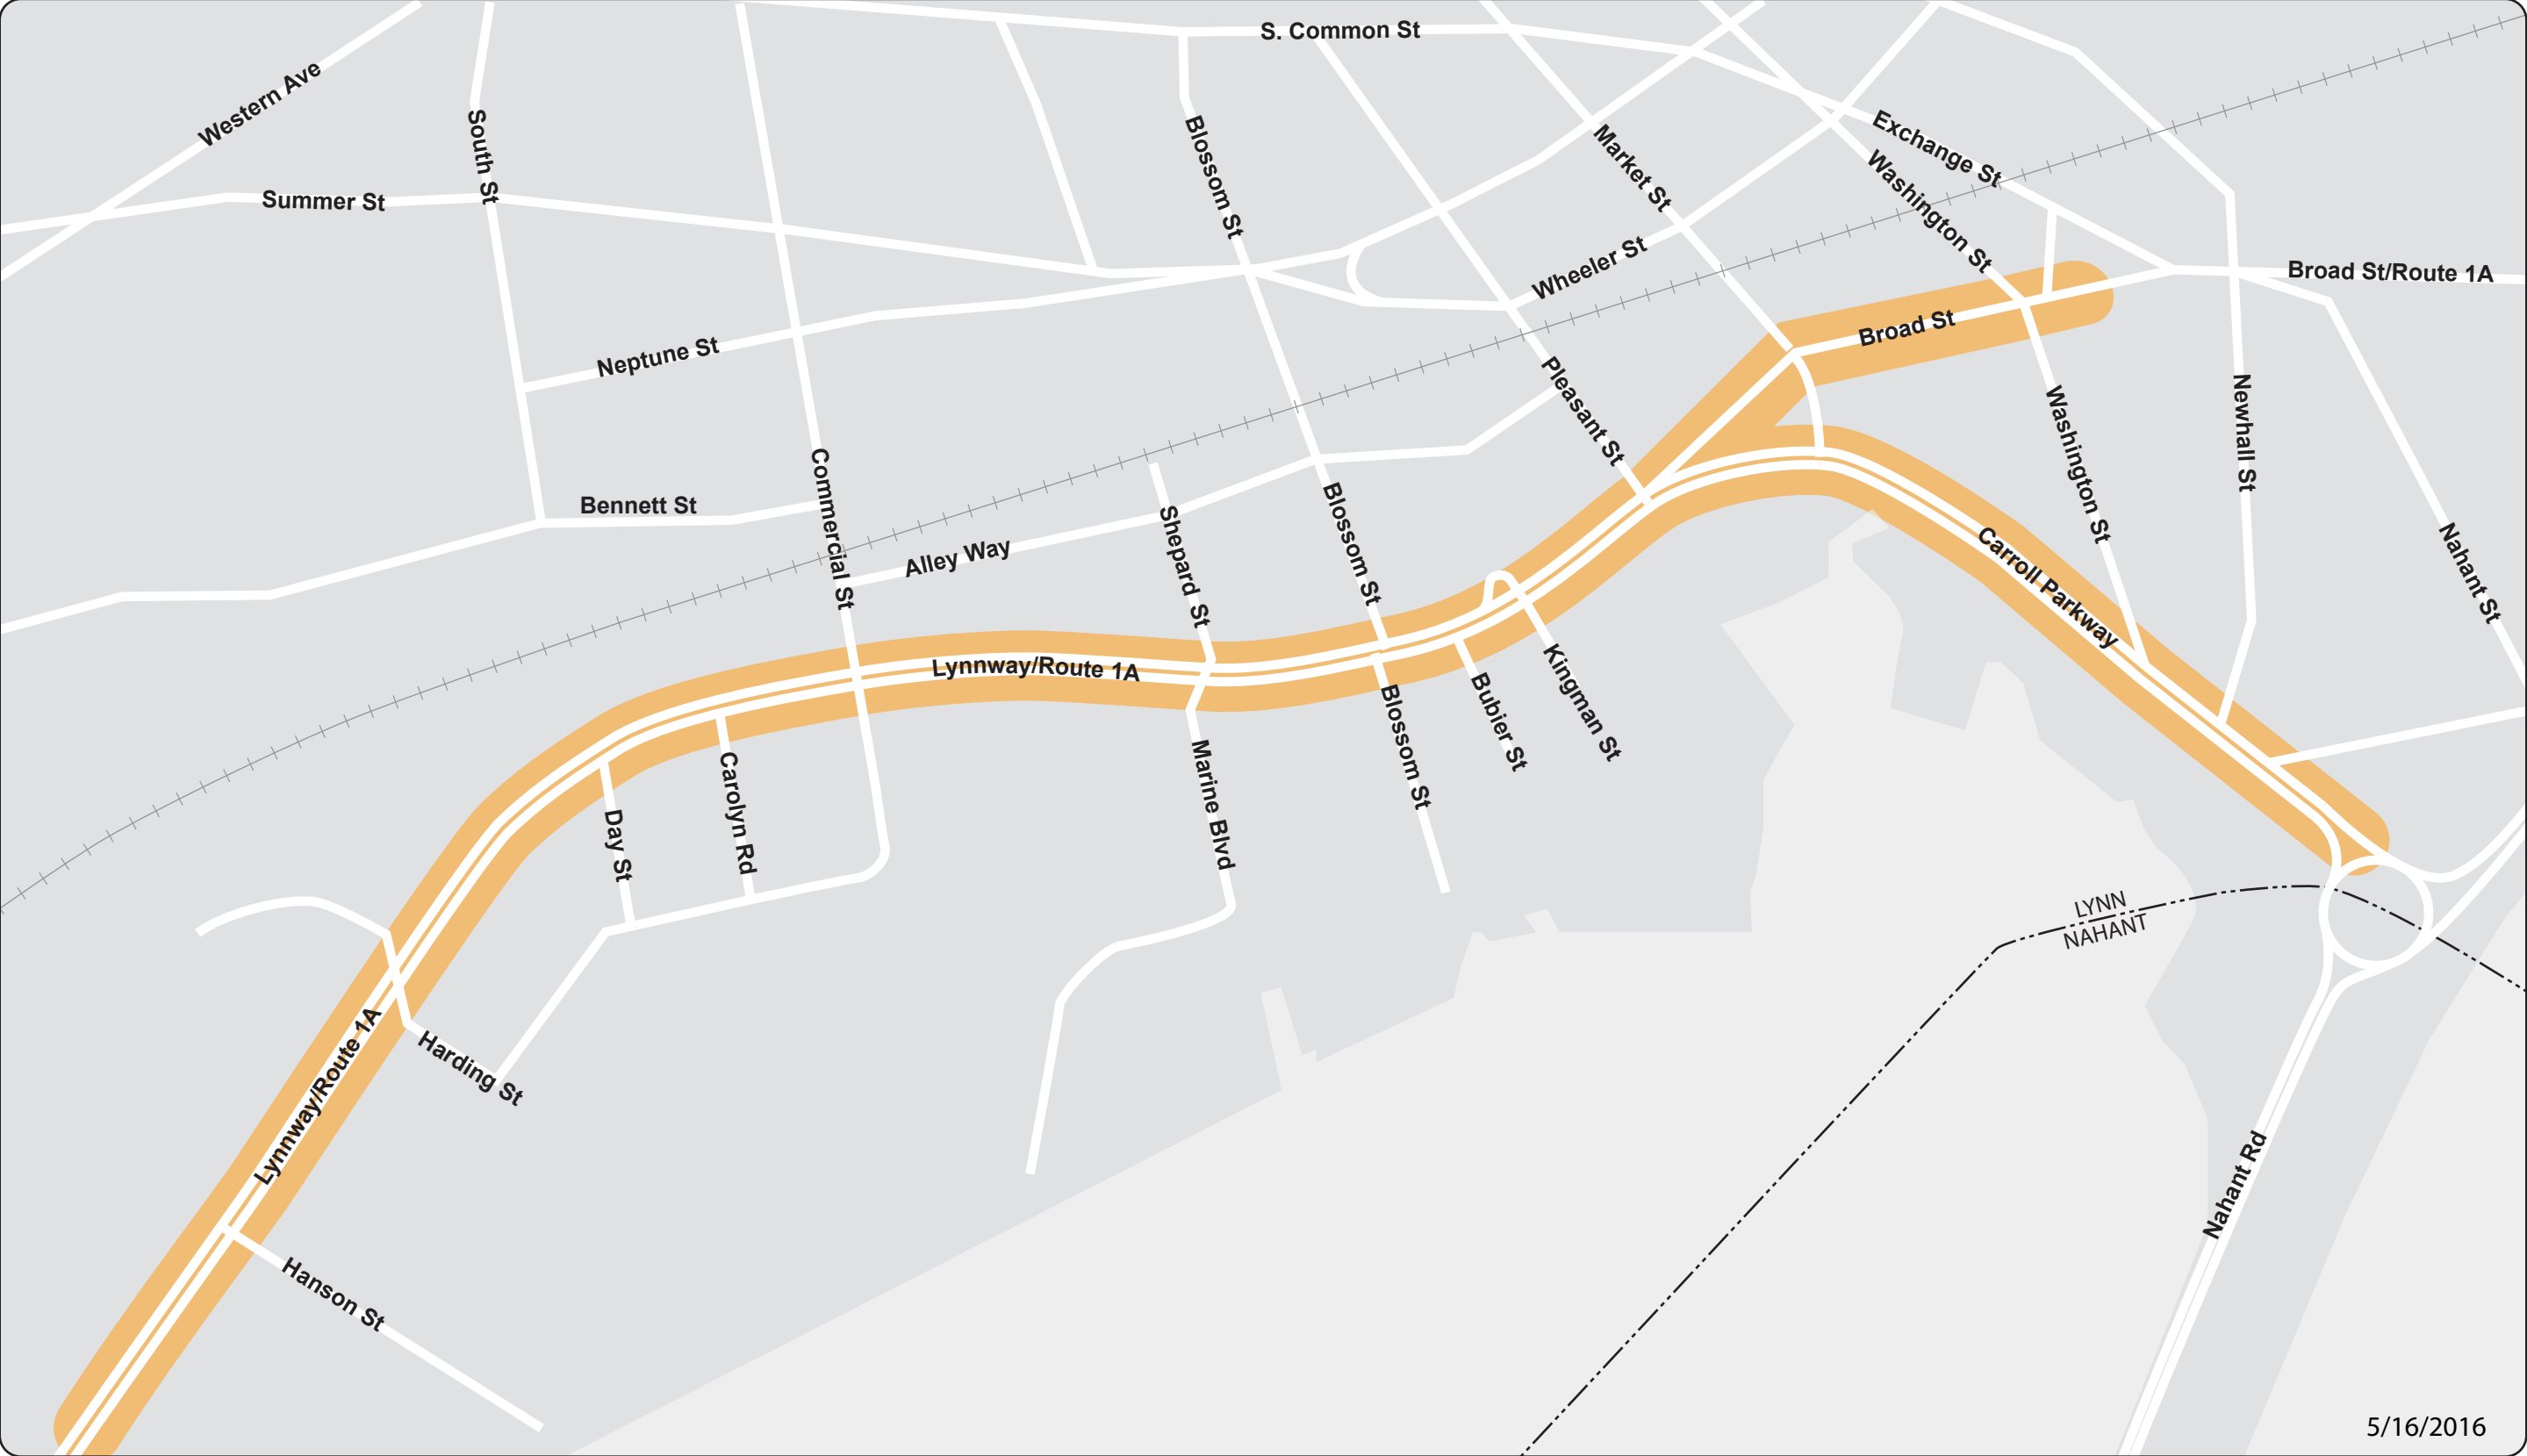 S. Common St
Western Ave
South St
Summer St
Blossom St
Market St
Exchange St
Washington St
Wheeler St
Broad St/Route 1A
Broad St
Neptune St
Pleasant St
Newhall St
Washington St
Bennett St
Commercial St
Alley Way
Shepard St
Blossom St
Carroll Parkway
Nahant St
Lynnway/Route 1A
Kingman St
Bubier St
Blossom St
Marine Blvd
Carolyn Rd
Day St
LYNN
NAHANT
Harding St
Lynnway/Route 1A
Nahant Rd
Hanson St
5/16/2016